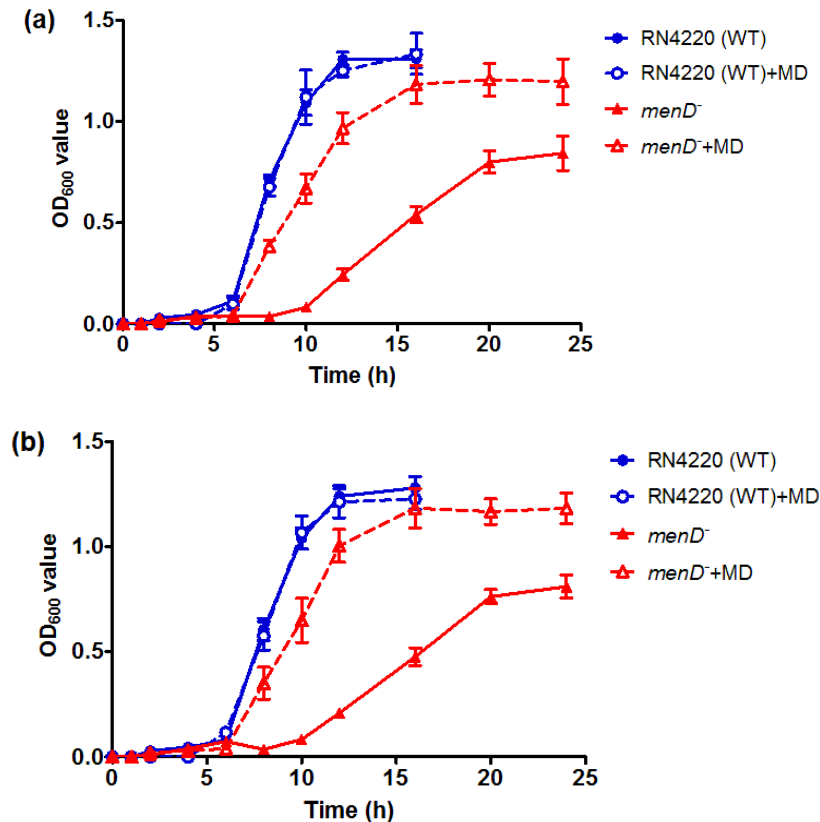 (a)
1.5
1.0
0.5
0.0
OD₆₀₀ value
0 5 10 15 20 25
Time (h)
RN4220 (WT)
RN4220 (WT)+MD
menD⁻
menD⁻+MD
(b)
1.5
1.0
0.5
0.0
OD₆₀₀ value
0 5 10 15 20 25
Time (h)
RN4220 (WT)
RN4220 (WT)+MD
menD⁻
menD⁻+MD